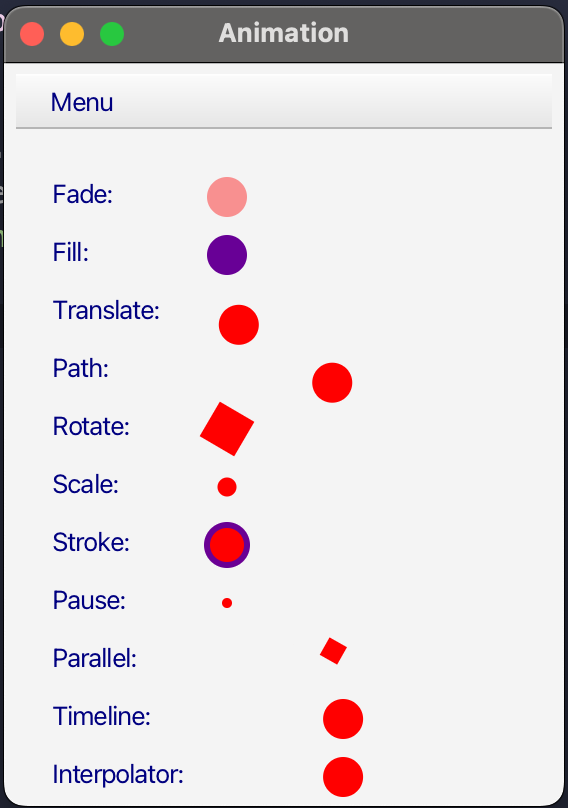 Animation
Menu
Fade:
Fill:
Translate:
Path:
Rotate:
Scale:
Stroke:
Pause:
Parallel:
Timeline:
Interpolator: